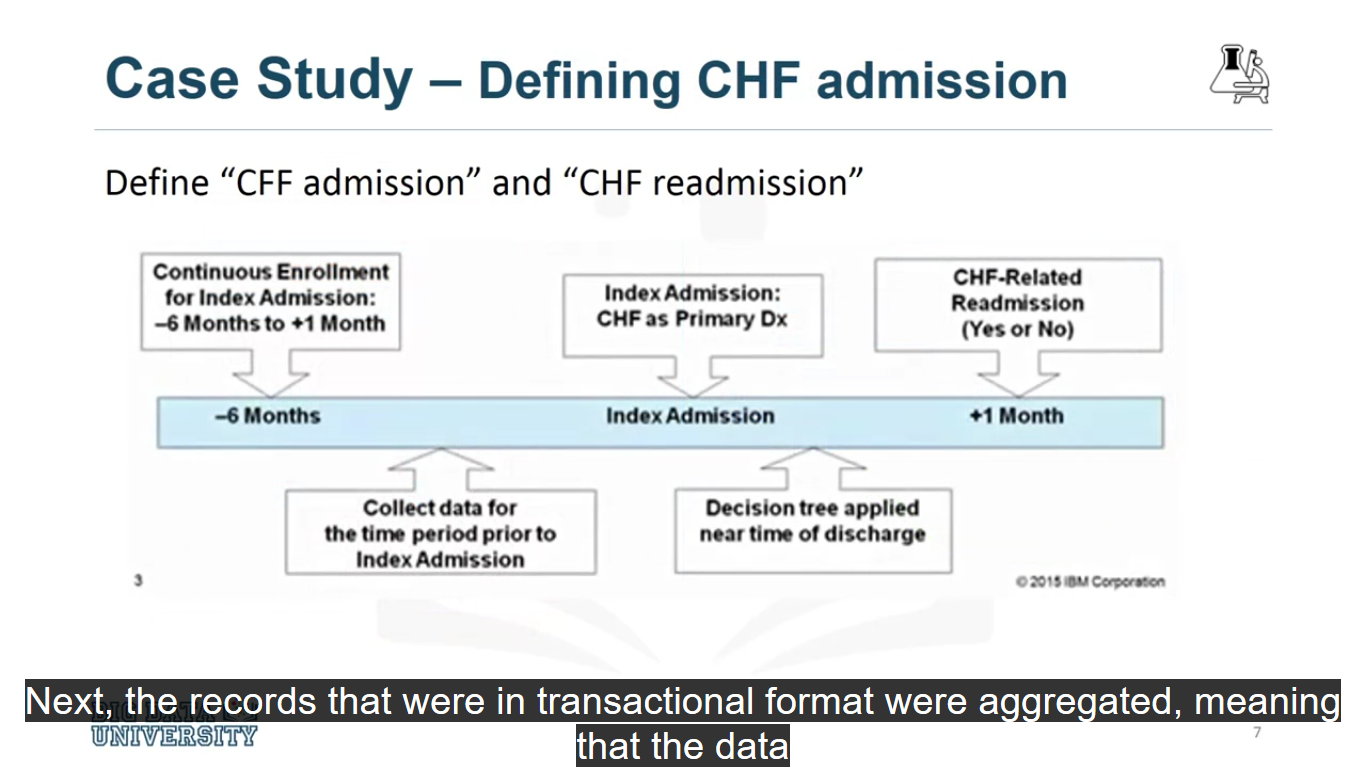 Case Study – Defining CHF admission
Define “CFF admission” and “CHF readmission”
Continuous Enrollment
for Index Admission:
–6 Months to +1 Month
Index Admission:
CHF as Primary Dx
CHF-Related
Readmission
(Yes or No)
–6 Months
Index Admission
+1 Month
Collect data for
the time period prior to
Index Admission
Decision tree applied
near time of discharge
3
© 2015 IBM Corporation
Next, the records that were in transactional format were aggregated, meaning
that the data
UNIVERSITY
7